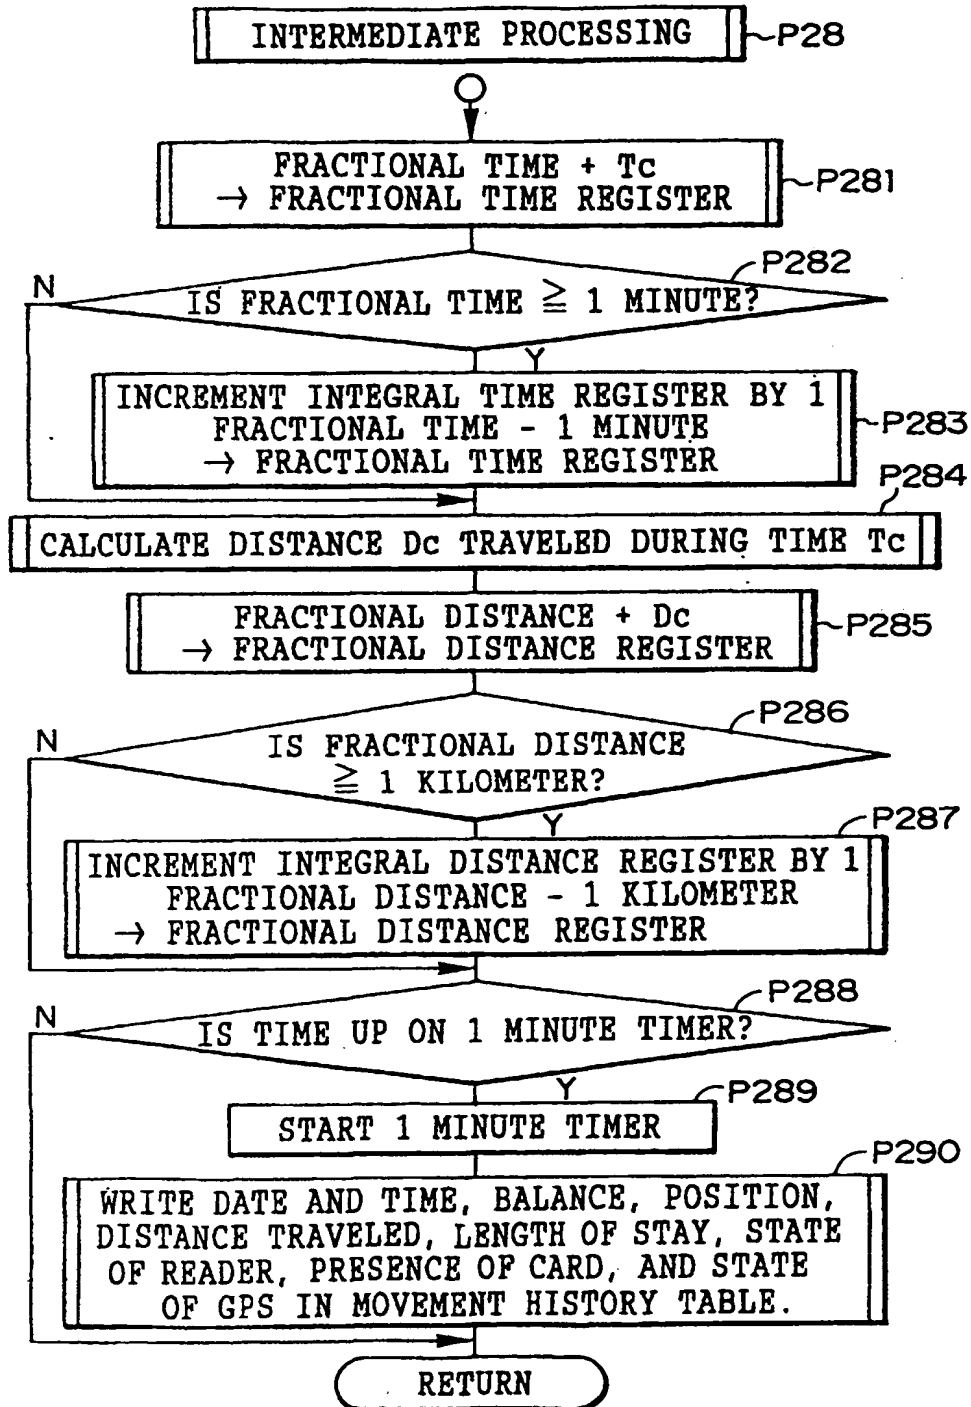 INTERMEDIATE PROCESSING
P28
FRACTIONAL TIME + Tc
→ FRACTIONAL TIME REGISTER
P281
P282
N
IS FRACTIONAL TIME ≧ 1 MINUTE?
Y
INCREMENT INTEGRAL TIME REGISTER BY 1
FRACTIONAL TIME - 1 MINUTE
→ FRACTIONAL TIME REGISTER
P283
P284
CALCULATE DISTANCE Dc TRAVELED DURING TIME Tc
FRACTIONAL DISTANCE + Dc
→ FRACTIONAL DISTANCE REGISTER
P285
P286
N
IS FRACTIONAL DISTANCE
≧ 1 KILOMETER?
Y
P287
INCREMENT INTEGRAL DISTANCE REGISTER BY 1
FRACTIONAL DISTANCE - 1 KILOMETER
→ FRACTIONAL DISTANCE REGISTER
P288
N
IS TIME UP ON 1 MINUTE TIMER?
Y
P289
START 1 MINUTE TIMER
P290
WRITE DATE AND TIME, BALANCE, POSITION,
DISTANCE TRAVELED, LENGTH OF STAY, STATE
OF READER, PRESENCE OF CARD, AND STATE
OF GPS IN MOVEMENT HISTORY TABLE.
RETURN